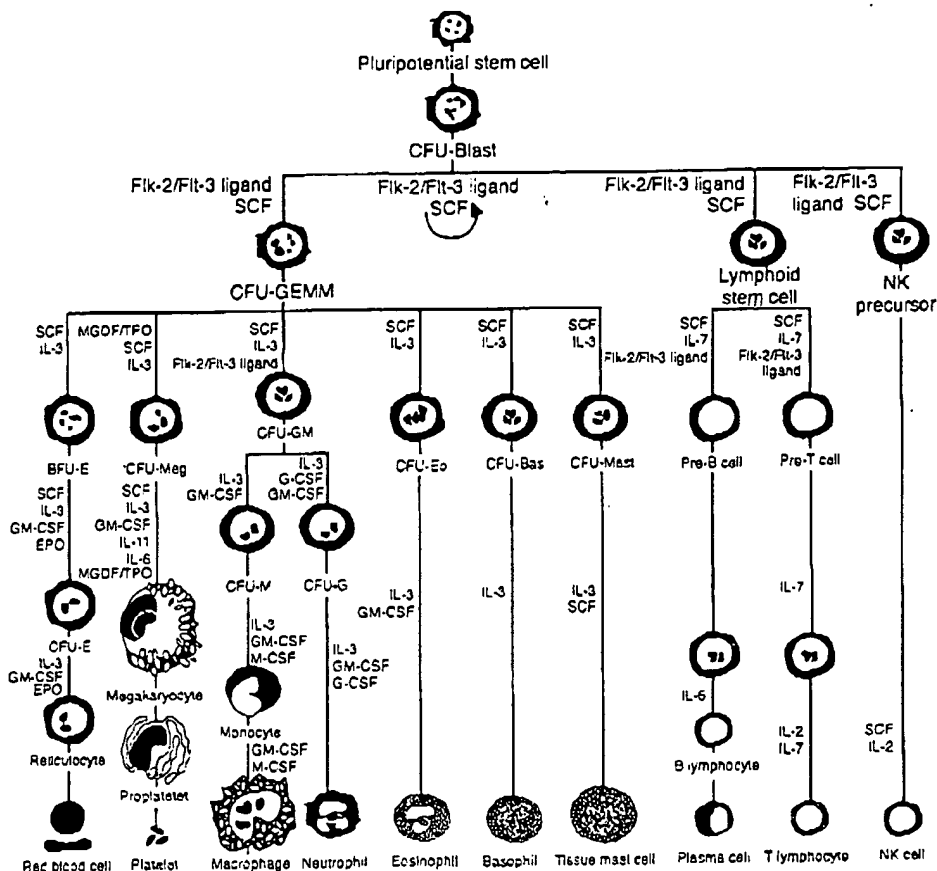 Pluripotential stem cell
CFU-Blast
Flk-2/Flt-3 ligand
SCF
Flk-2/Flt-3 ligand
SCF
Flk-2/Flt-3 ligand
SCF
Flk-2/Flt-3
ligand SCF
CFU-GEMM
Lymphoid
stem cell
NK
precursor
SCF
IL-3
MGDF/TPO
SCF
IL-3
SCF
IL-3
Flk-2/Flt-3 ligand
SCF
IL-3
SCF
IL-3
SCF
IL-3
SCF
IL-7
Flk-2/Flt-3 ligand
SCF
IL-7
Flk-2/Flt-3
ligand
BFU-E
CFU-Meg
CFU-GM
CFU-Eo
CFU-Bas
CFU-Mast
Pre-B cell
Pre-T cell
SCF
IL-3
GM-CSF
EPO
SCF
IL-3
GM-CSF
IL-11
IL-6
MGDF/TPO
IL-3
GM-CSF
IL-3
G-CSF
GM-CSF
CFU-E
CFU-M
CFU-G
IL-3
GM-CSF
IL-3
IL-3
SCF
IL-7
IL-3
GM-CSF
EPO
Megakaryocyte
IL-3
GM-CSF
M-CSF
IL-3
GM-CSF
G-CSF
IL-6
Reticulocyte
Proplatelet
Monocyte
GM-CSF
M-CSF
B lymphocyte
IL-2
IL-7
SCF
IL-2
Red blood cell
Platelet
Macrophage
Neutrophil
Eosinophil
Basophil
Tissue mast cell
Plasma cell
T lymphocyte
NK cell